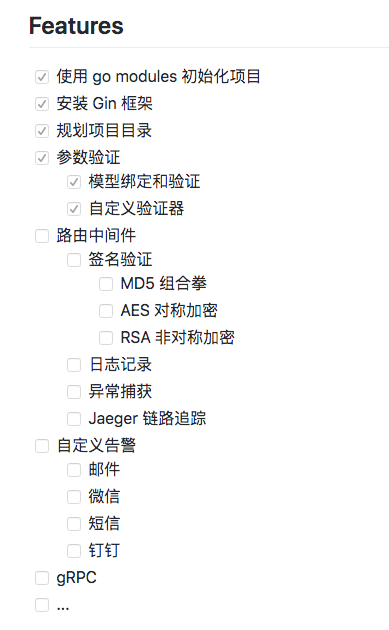 Features
使用 go modules 初始化项目
安装 Gin 框架
规划项目目录
参数验证
模型绑定和验证
自定义验证器
路由中间件
签名验证
MD5 组合拳
AES 对称加密
RSA 非对称加密
日志记录
异常捕获
Jaeger 链路追踪
自定义告警
邮件
微信
短信
钉钉
gRPC
...